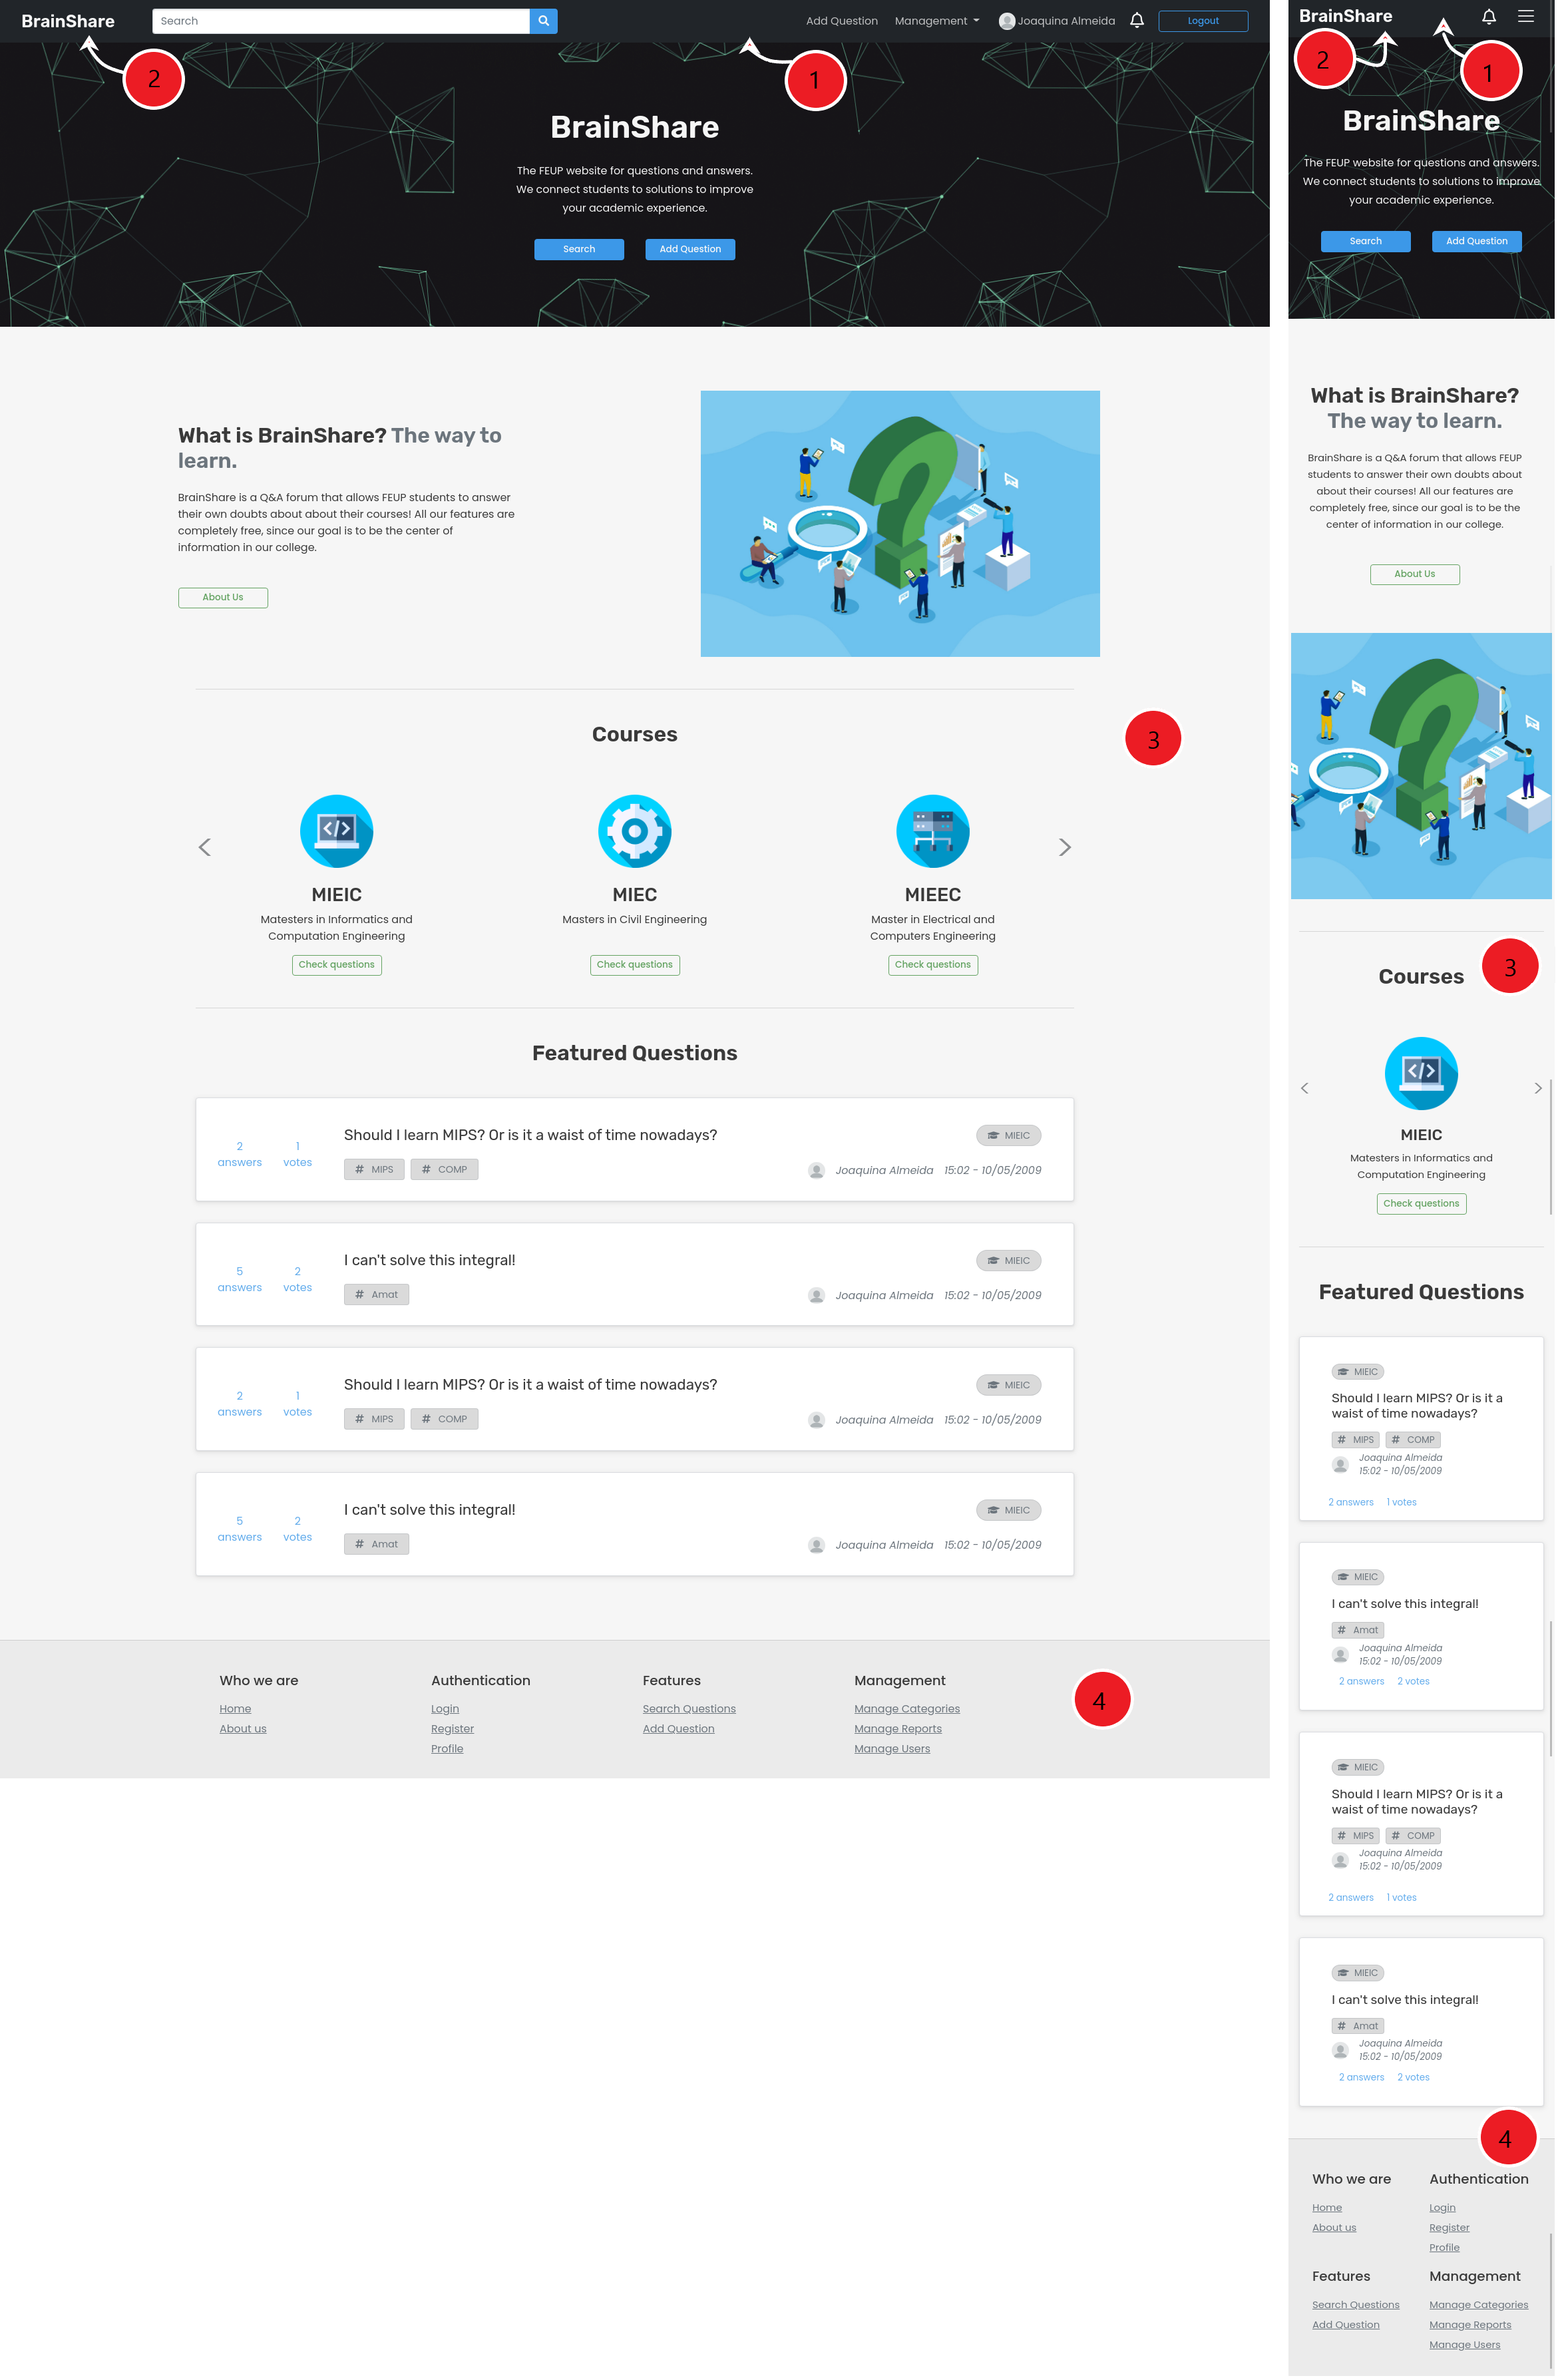 BrainShare
Search
Add Question
Management
Joaquina Almeida
Logout
2
1
BrainShare
The FEUP website for questions and answers.
We connect students to solutions to improve
your academic experience.
Search
Add Question
What is BrainShare? The way to
learn.
BrainShare is a Q&A forum that allows FEUP students to answer
their own doubts about about their courses! All our features are
completely free, since our goal is to be the center of
information in our college.
About Us
Courses
3
MIEIC
Matesters in Informatics and
Computation Engineering
Check questions
MIEC
Masters in Civil Engineering
Check questions
MIEEC
Master in Electrical and
Computers Engineering
Check questions
Featured Questions
2
answers
1
votes
Should I learn MIPS? Or is it a waist of time nowadays?
# MIPS # COMP
MIEIC
Joaquina Almeida 15:02 - 10/05/2009
5
answers
2
votes
I can't solve this integral!
# Amat
MIEIC
Joaquina Almeida 15:02 - 10/05/2009
2
answers
1
votes
Should I learn MIPS? Or is it a waist of time nowadays?
# MIPS # COMP
MIEIC
Joaquina Almeida 15:02 - 10/05/2009
5
answers
2
votes
I can't solve this integral!
# Amat
MIEIC
Joaquina Almeida 15:02 - 10/05/2009
Who we are
Home
About us
Authentication
Login
Register
Profile
Features
Search Questions
Add Question
Management
Manage Categories
Manage Reports
Manage Users
4
BrainShare
2
1
BrainShare
The FEUP website for questions and answers.
We connect students to solutions to improve
your academic experience.
Search
Add Question
What is BrainShare?
The way to learn.
BrainShare is a Q&A forum that allows FEUP
students to answer their own doubts about
about their courses! All our features are
completely free, since our goal is to be the
center of information in our college.
About Us
Courses
3
MIEIC
Matesters in Informatics and
Computation Engineering
Check questions
Featured Questions
MIEIC
Should I learn MIPS? Or is it a
waist of time nowadays?
# MIPS # COMP
Joaquina Almeida
15:02 - 10/05/2009
2 answers 1 votes
MIEIC
I can't solve this integral!
# Amat
Joaquina Almeida
15:02 - 10/05/2009
2 answers 2 votes
MIEIC
Should I learn MIPS? Or is it a
waist of time nowadays?
# MIPS # COMP
Joaquina Almeida
15:02 - 10/05/2009
2 answers 1 votes
MIEIC
I can't solve this integral!
# Amat
Joaquina Almeida
15:02 - 10/05/2009
2 answers 2 votes
4
Who we are
Home
About us
Authentication
Login
Register
Profile
Features
Search Questions
Add Question
Management
Manage Categories
Manage Reports
Manage Users